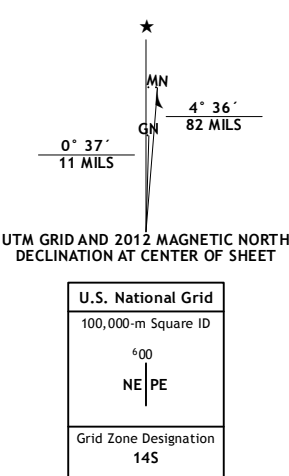 MN
4° 36´
82 MILS
GN
0° 37´
11 MILS
UTM GRID AND 2012 MAGNETIC NORTH
DECLINATION AT CENTER OF SHEET
U.S. National Grid
100,000-m Square ID
⁶00
NE PE
Grid Zone Designation
14S